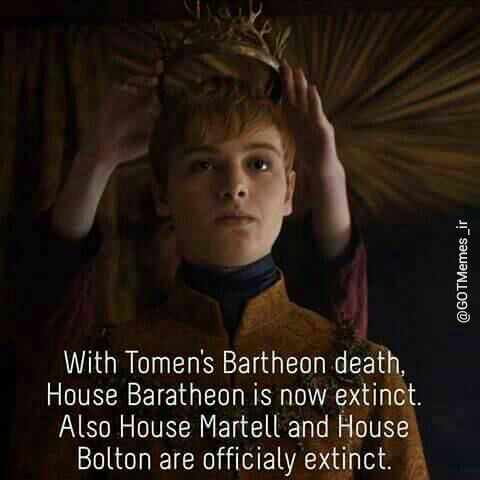 @GOTMemes_ir
With Tomen's Bartheon death,
House Baratheon is now extinct.
Also House Martell and House
Bolton are officialy extinct.